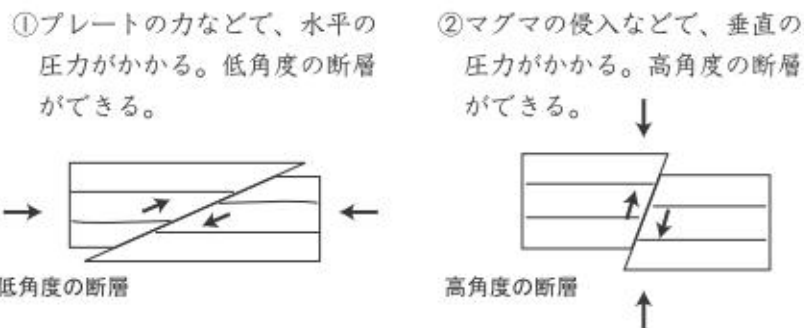 ①プレートの力などで、水平の
圧力がかかる。低角度の断層
ができる。
②マグマの侵入などで、垂直の
圧力がかかる。高角度の断層
ができる。
低角度の断層
高角度の断層